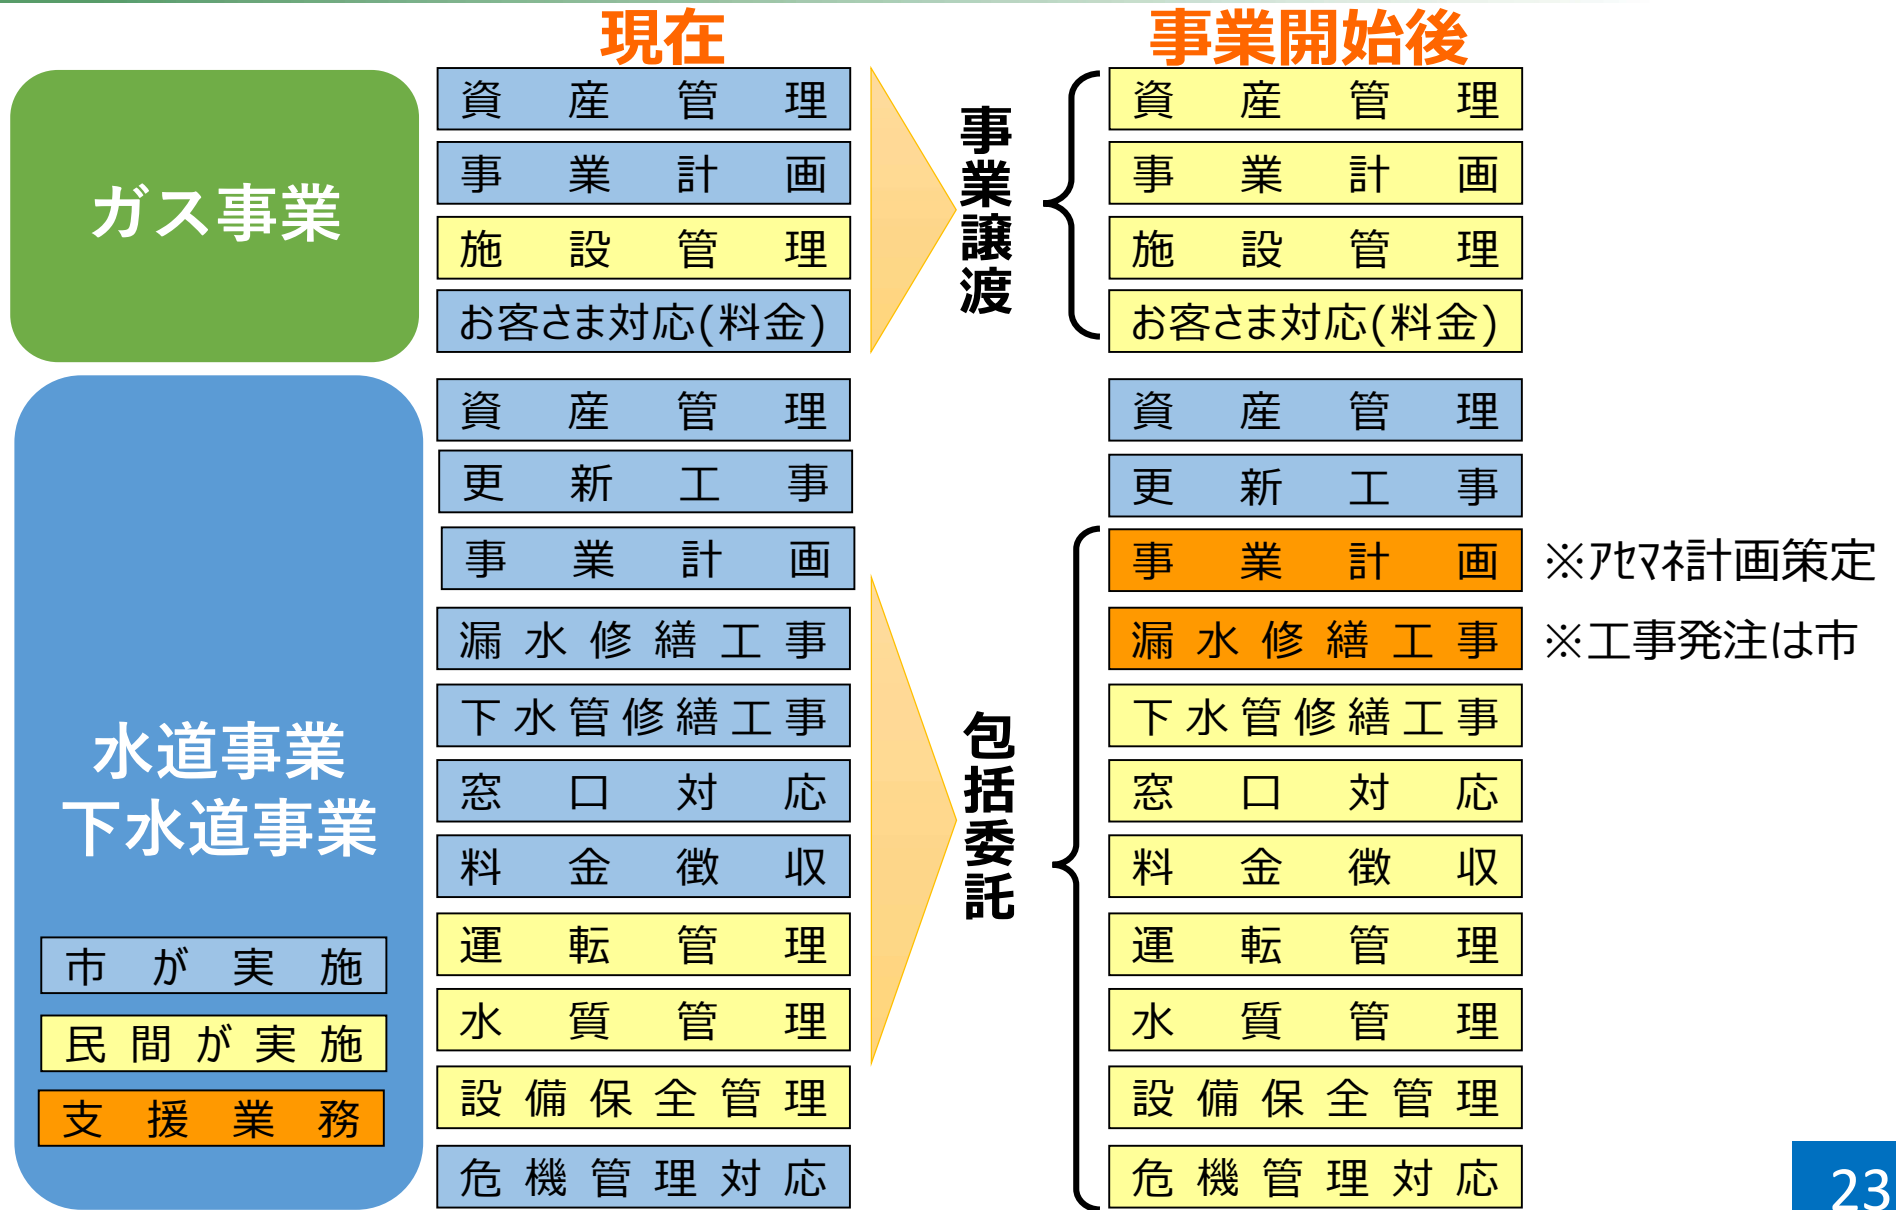 現在
事業開始後
ガス事業
資産管理
事業計画
施設管理
お客さま対応(料金)
事業譲渡
資産管理
事業計画
施設管理
お客さま対応(料金)
水道事業
下水道事業
市が実施
民間が実施
支援業務
資産管理
更新工事
事業計画
漏水修繕工事
下水管修繕工事
窓口対応
料金徴収
運転管理
水質管理
設備保全管理
危機管理対応
包括委託
資産管理
更新工事
事業計画 ※ｱｾﾏﾈ計画策定
漏水修繕工事 ※工事発注は市
下水管修繕工事
窓口対応
料金徴収
運転管理
水質管理
設備保全管理
危機管理対応
23